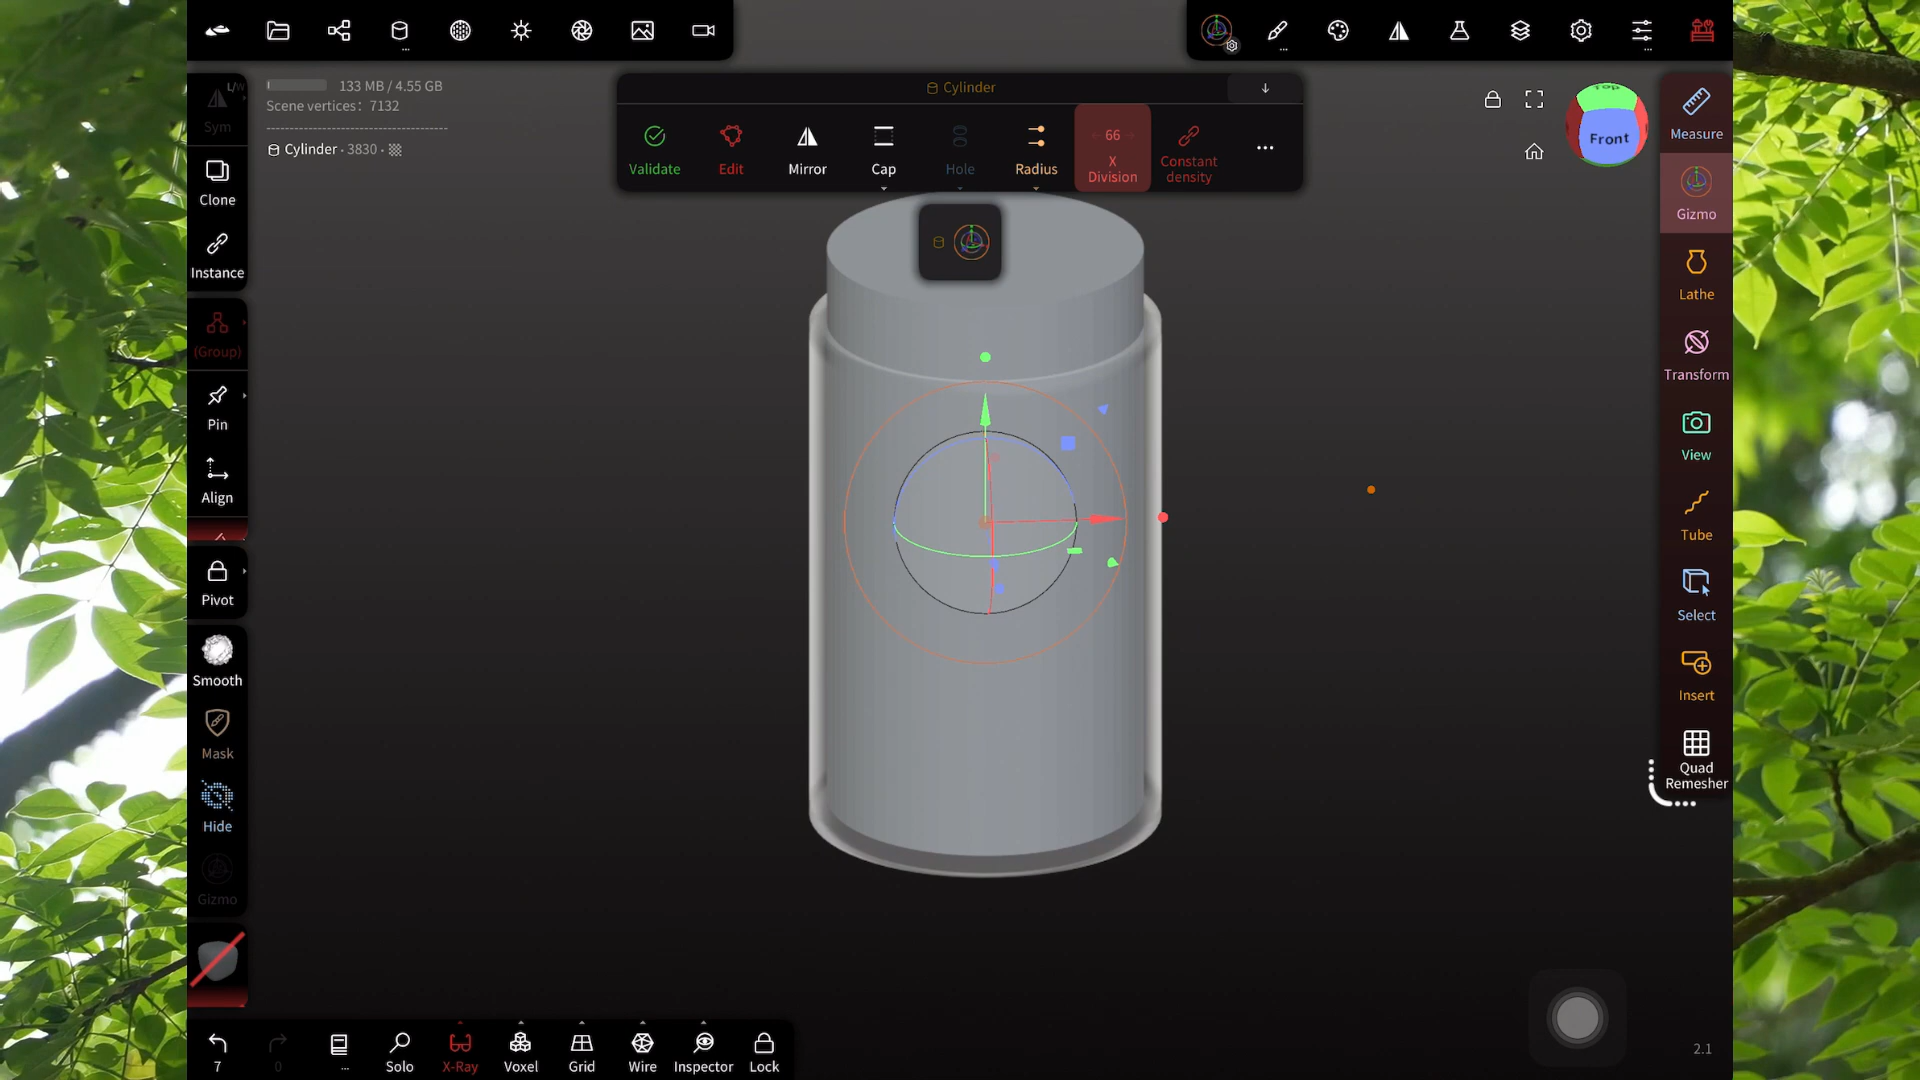 133 MB / 4.55 GB
Scene vertices: 7132
Cylinder · 3830 ·
L/W
Sym
Clone
Instance
(Group)
Pin
Align
Pivot
Smooth
Mask
Hide
Gizmo
Cylinder
Validate
Edit
Mirror
Cap
Hole
Radius
66
X
Division
Constant
density
Top
Front
Measure
Gizmo
Lathe
Transform
View
Tube
Select
Insert
Quad
Remesher
7
0
Solo
X-Ray
Voxel
Grid
Wire
Inspector
Lock
2.1